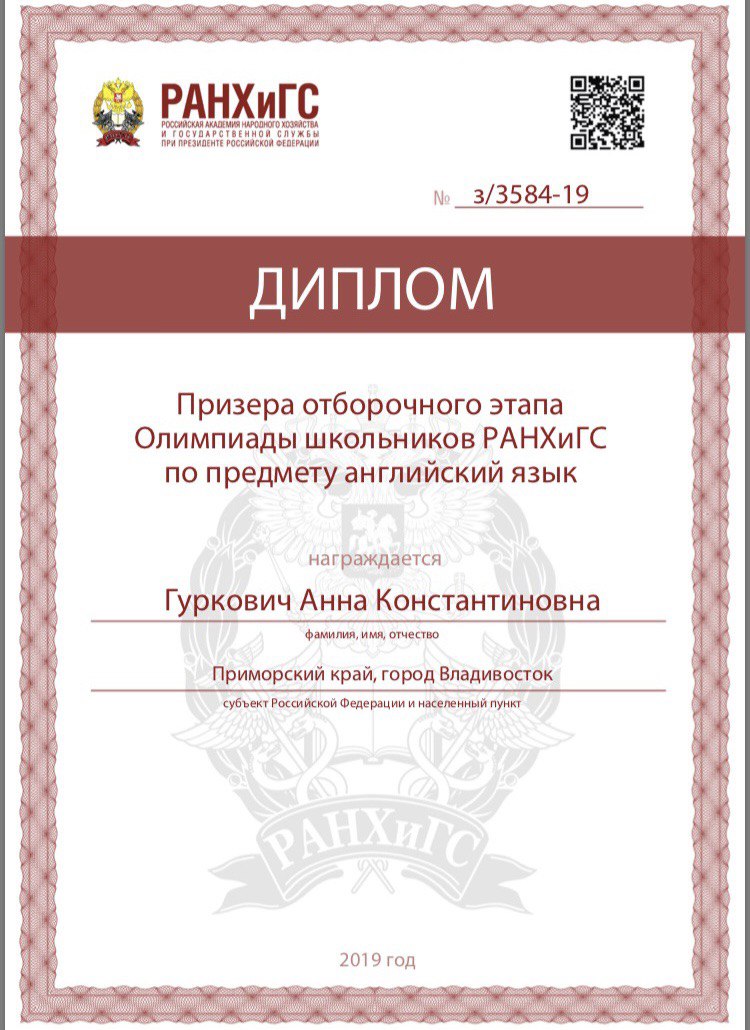 РАНХиГС
РОССИЙСКАЯ АКАДЕМИЯ НАРОДНОГО ХОЗЯЙСТВА
И ГОСУДАРСТВЕННОЙ СЛУЖБЫ
ПРИ ПРЕЗИДЕНТЕ РОССИЙСКОЙ ФЕДЕРАЦИИ
№ з/3584-19
ДИПЛОМ
Призера отборочного этапа
Олимпиады школьников РАНХиГС
по предмету английский язык
награждается
Гуркович Анна Константиновна
фамилия, имя, отчество
Приморский край, город Владивосток
субъект Российской Федерации и населенный пункт
РАНХиГС
2019 год